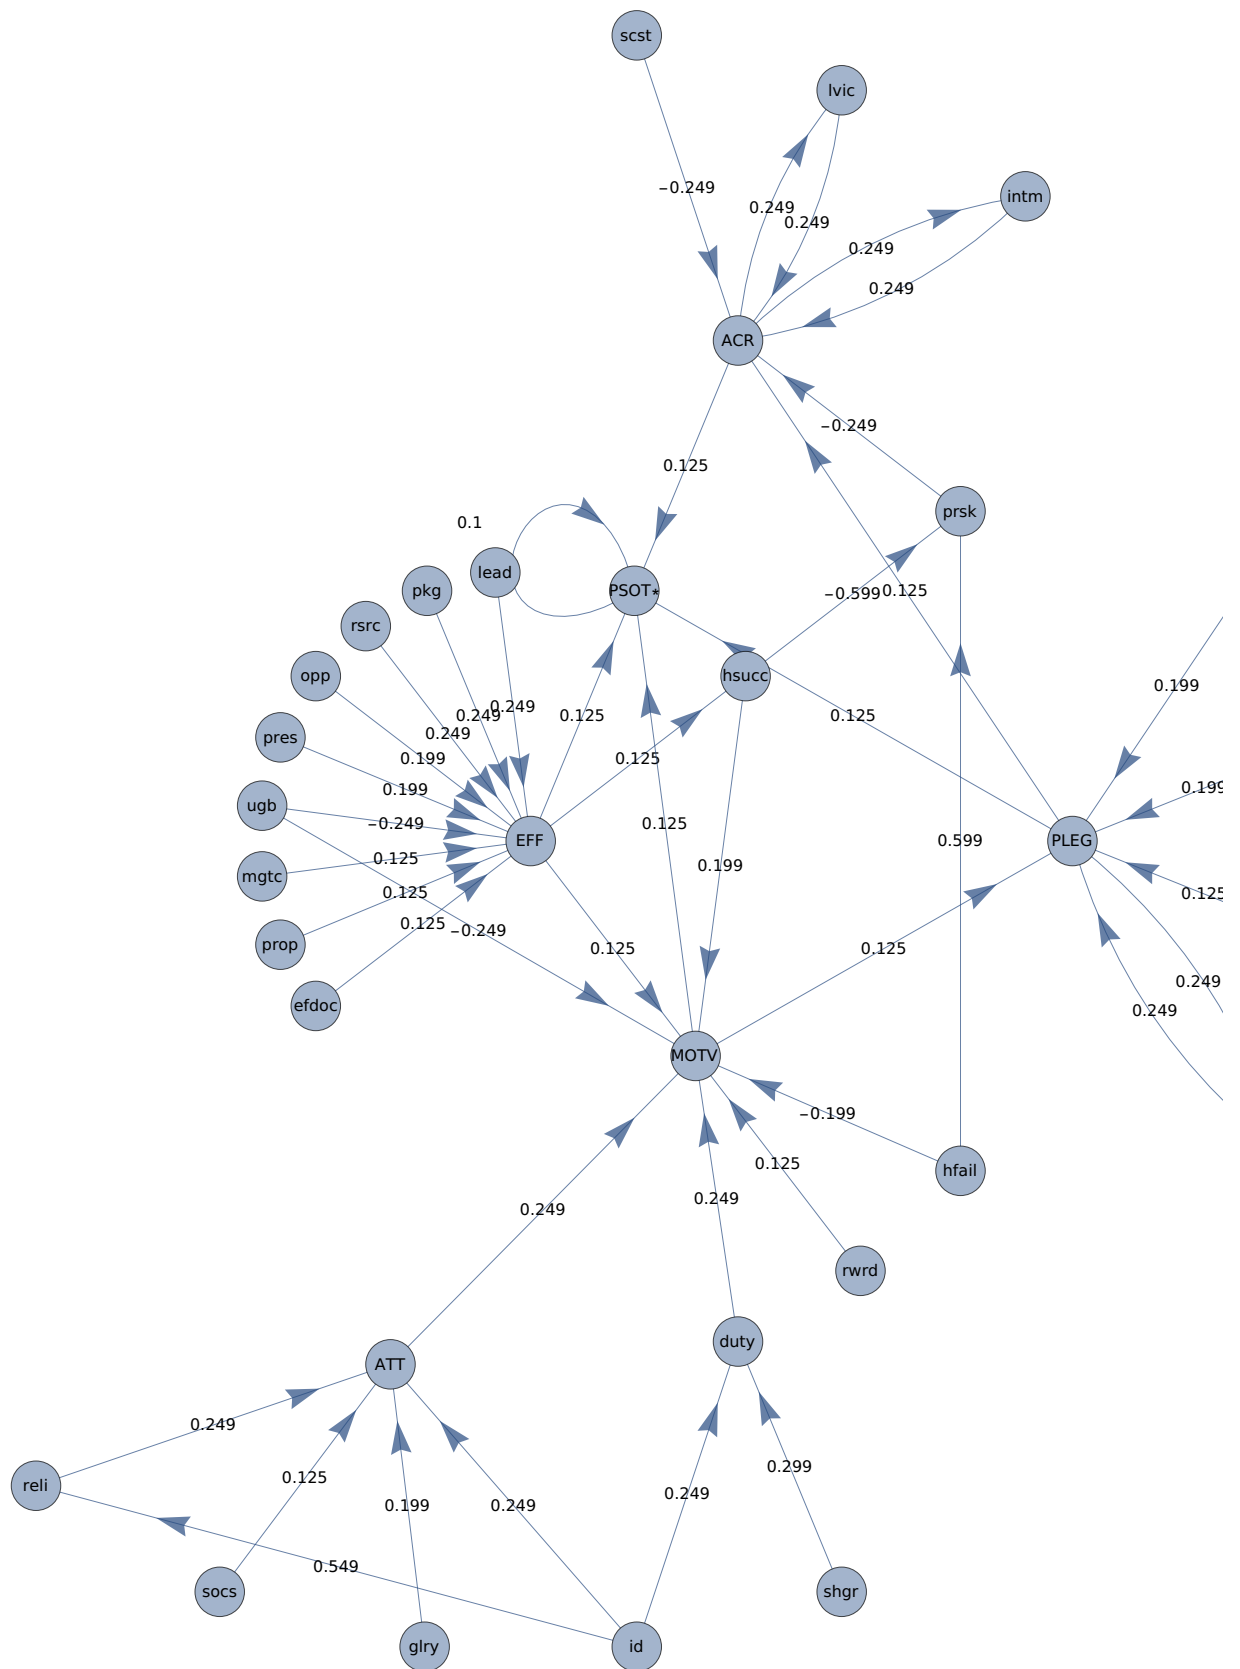 scst
lvic
−0.249
intm
0.249
0.249
0.249
0.249
ACR
−0.249
0.125
prsk
0.1
lead
pkg
PSOT*
−0.599
0.125
rsrc
opp
hsucc
0.199
0.249
0.249
0.249
0.125
0.125
pres
0.199
0.125
0.199
0.199
ugb
−0.249
0.125
EFF
0.599
PLEG
0.125
0.199
mgtc
0.125
0.125
0.125
−0.249
prop
0.125
0.125
0.249
efdoc
0.249
MOTV
−0.199
0.125
hfail
0.249
0.249
rwrd
duty
ATT
0.249
0.299
reli
0.125
0.199
0.249
0.249
0.549
socs
shgr
glry
id